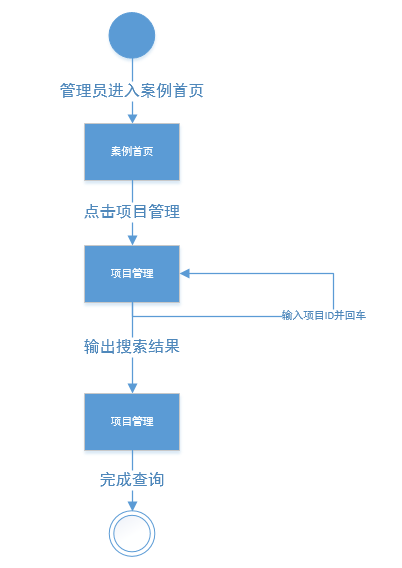 管理员进入案例首页
案例首页
点击项目管理
项目管理
输入项目ID并回车
输出搜索结果
项目管理
完成查询